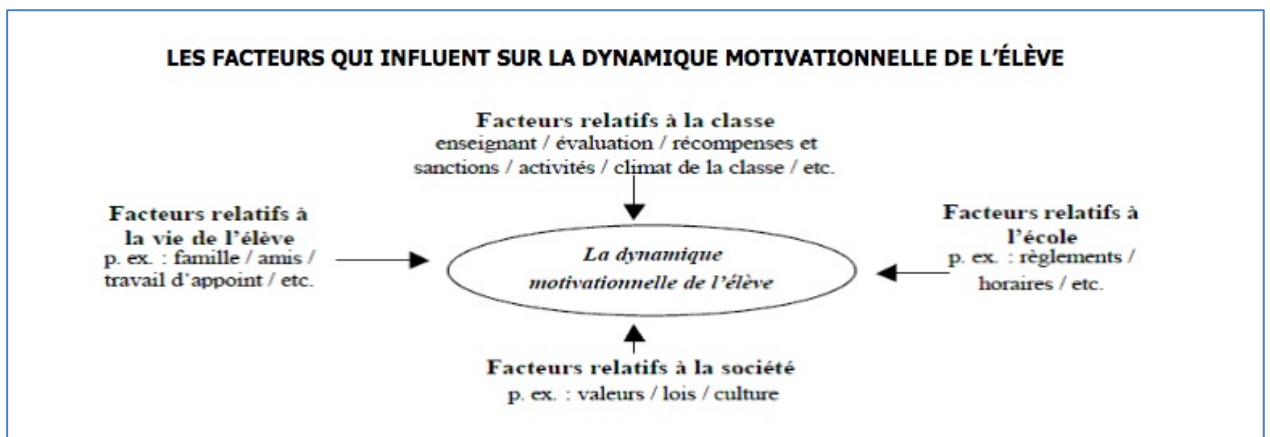 LES FACTEURS QUI INFLUENT SUR LA DYNAMIQUE MOTIVATIONNELLE DE L'ÉLÈVE
Facteurs relatifs à la classe
enseignant / évaluation / récompenses et
sanctions / activités / climat de la classe / etc.
Facteurs relatifs à
la vie de l'élève
p. ex. : famille / amis /
travail d'appoint / etc.
La dynamique
motivationnelle de l'élève
Facteurs relatifs à
l'école
p. ex. : règlements /
horaires / etc.
Facteurs relatifs à la société
p. ex. : valeurs / lois / culture